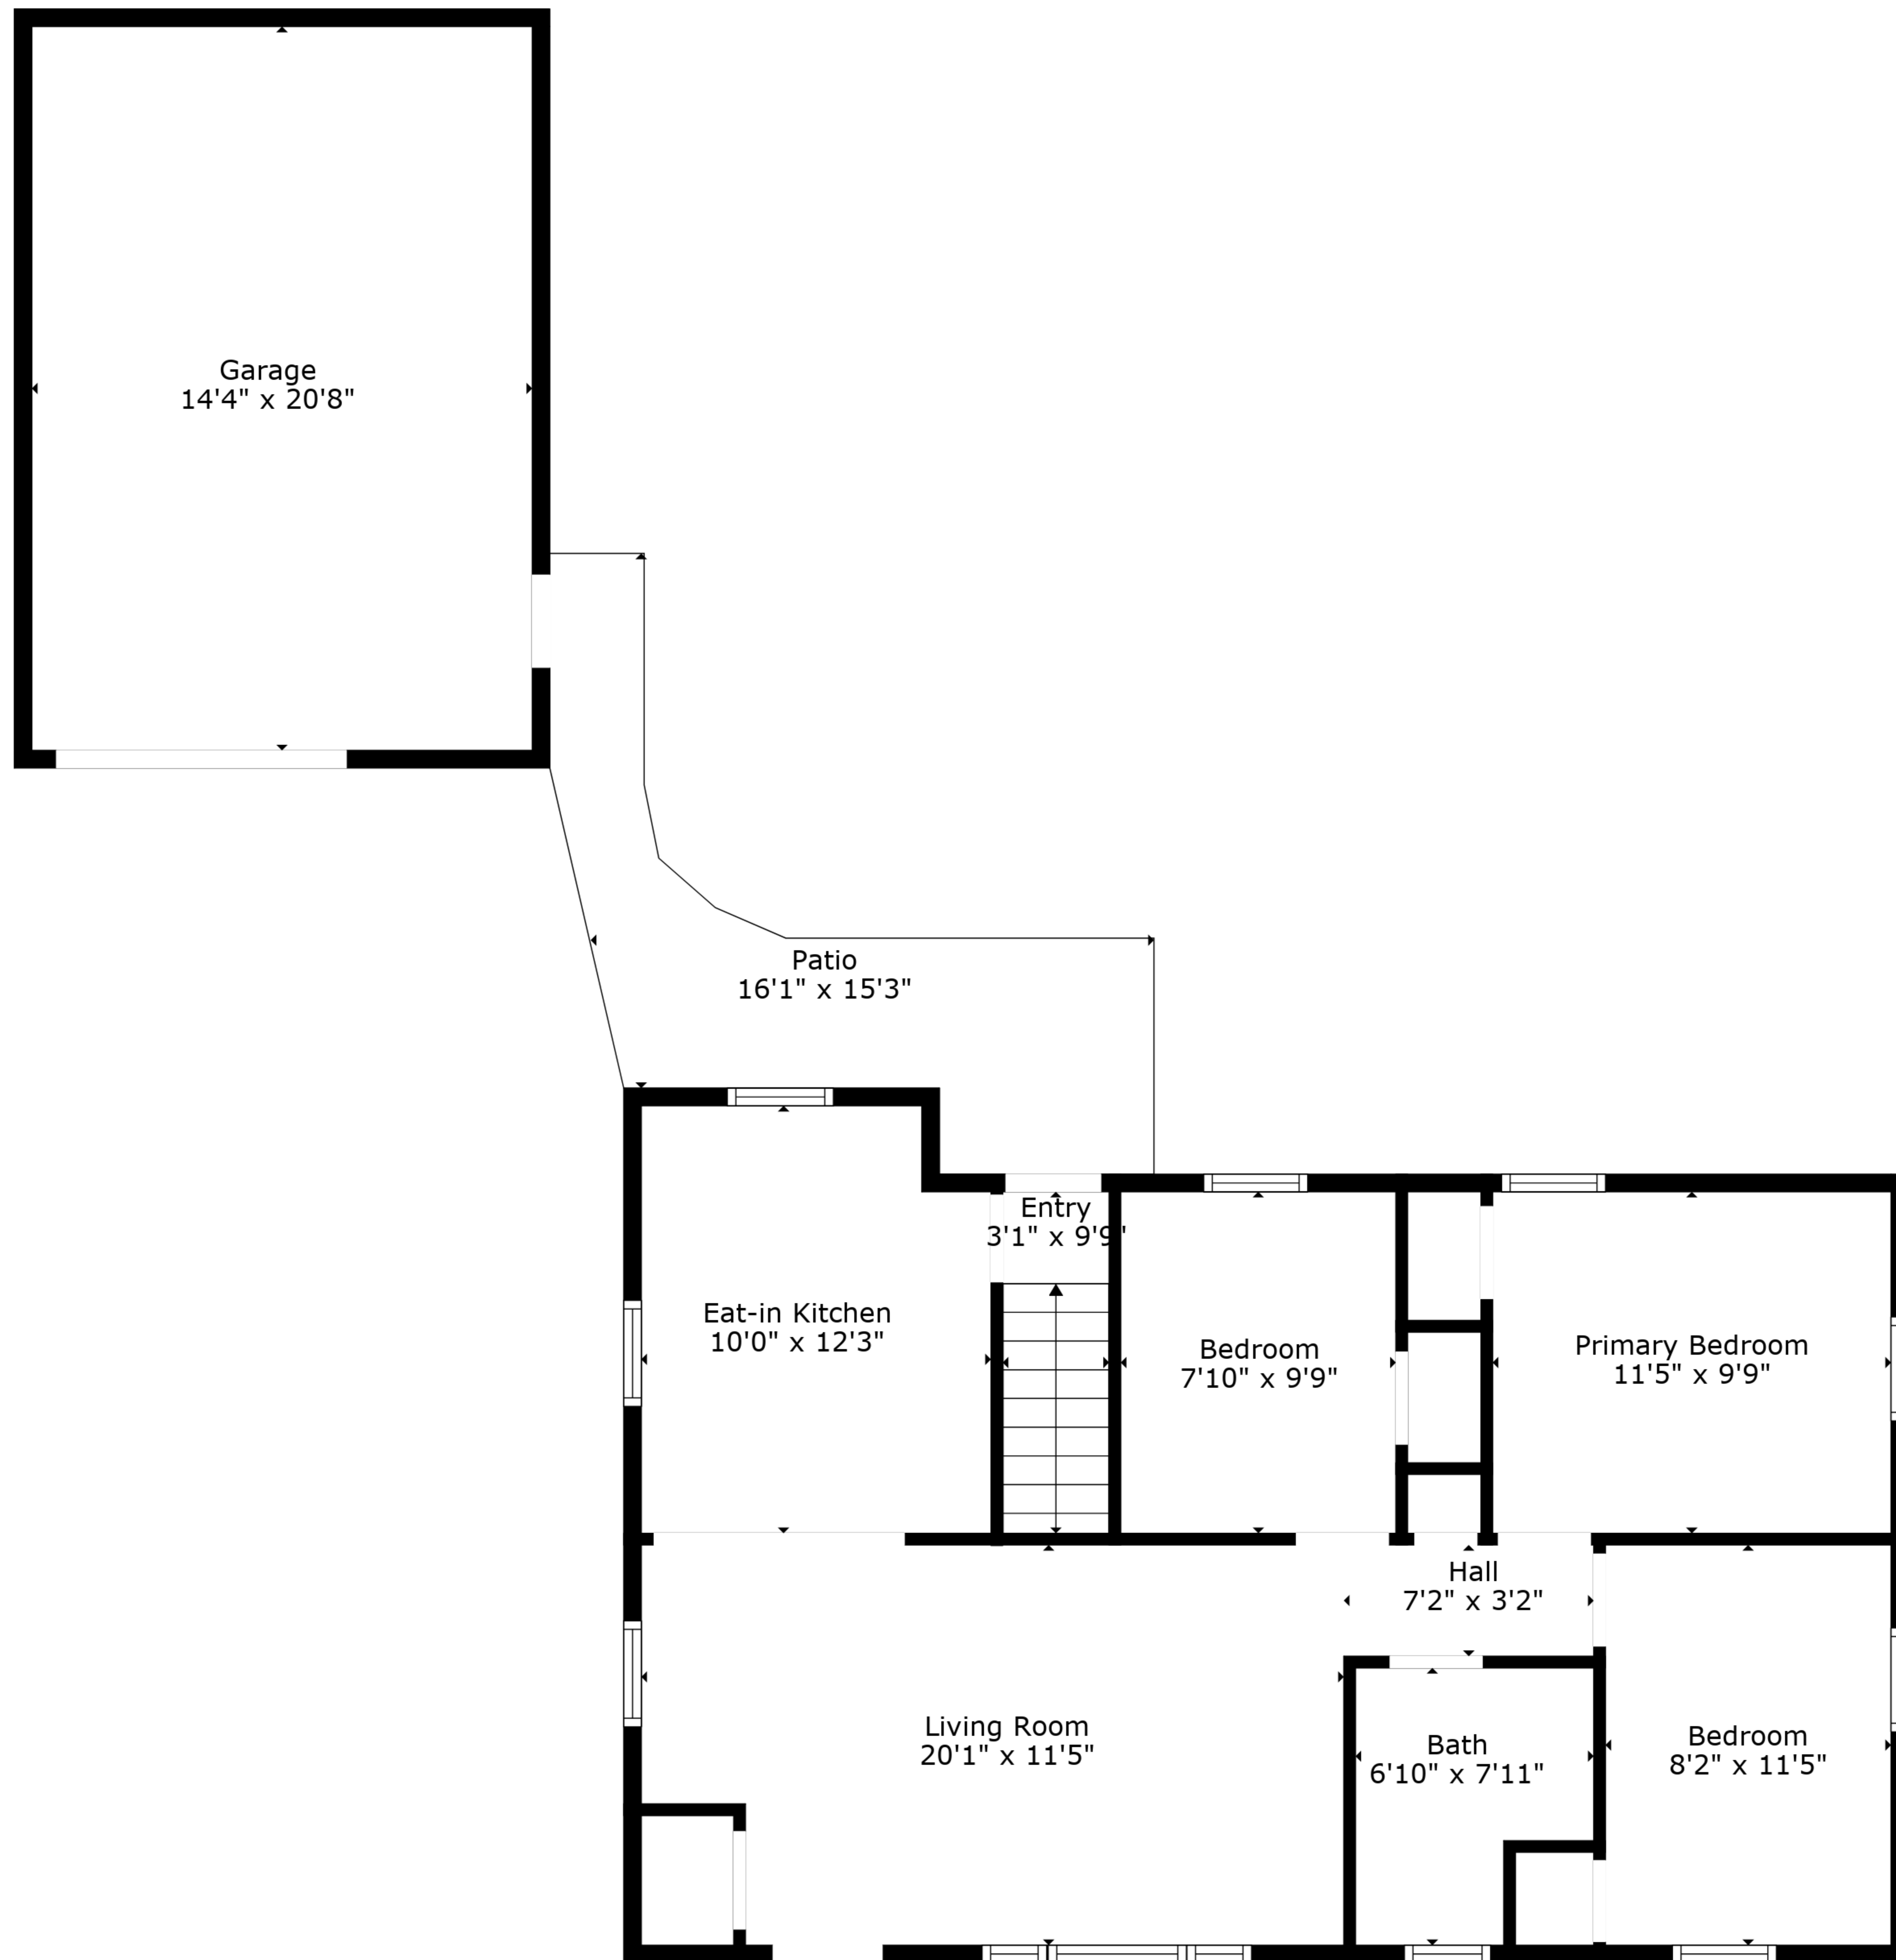 Garage
14'4" x 20'8"
Patio
16'1" x 15'3"
Entry
3'1" x 9'9"
Eat-in Kitchen
10'0" x 12'3"
Bedroom
7'10" x 9'9"
Primary Bedroom
11'5" x 9'9"
Hall
7'2" x 3'2"
Living Room
20'1" x 11'5"
Bath
6'10" x 7'11"
Bedroom
8'2" x 11'5"